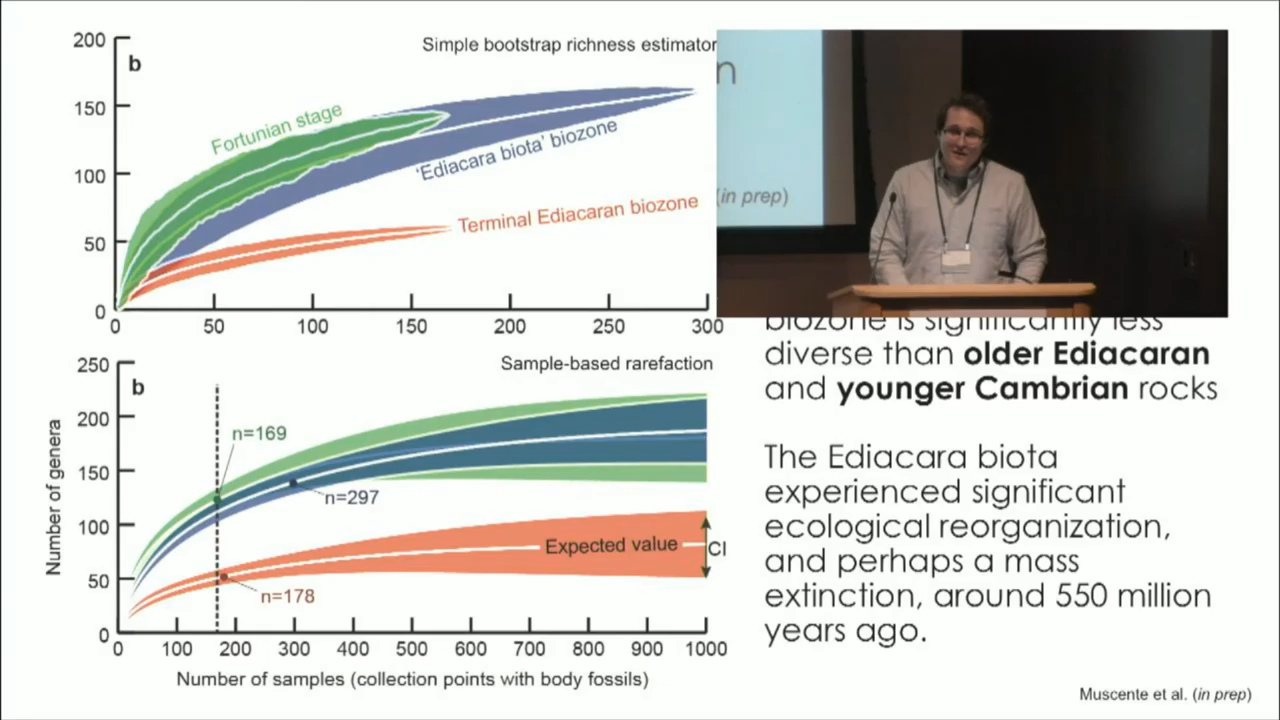 200
b
Simple bootstrap richness estimator
150
Fortunian stage
'Ediacara biota' biozone
100
Terminal Ediacaran biozone
50
0
0 50 100 150 200 250 300
n
(in prep)
biozone is significantly less
diverse than older Ediacaran
and younger Cambrian rocks
The Ediacara biota
experienced significant
ecological reorganization,
and perhaps a mass
extinction, around 550 million
years ago.
250
b
Sample-based rarefaction
200
n=169
150
n=297
100
Expected value
CI
50
n=178
0
Number of genera
0 100 200 300 400 500 600 700 800 900 1000
Number of samples (collection points with body fossils)
Muscente et al. (in prep)